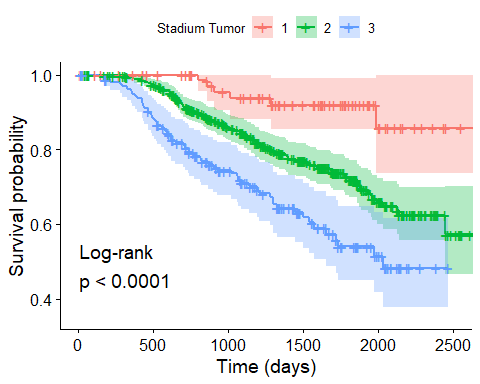 Stadium Tumor 1 2 3
Survival probability
1.0
0.8
0.6
0.4
Log-rank
p < 0.0001
0 500 1000 1500 2000 2500
Time (days)